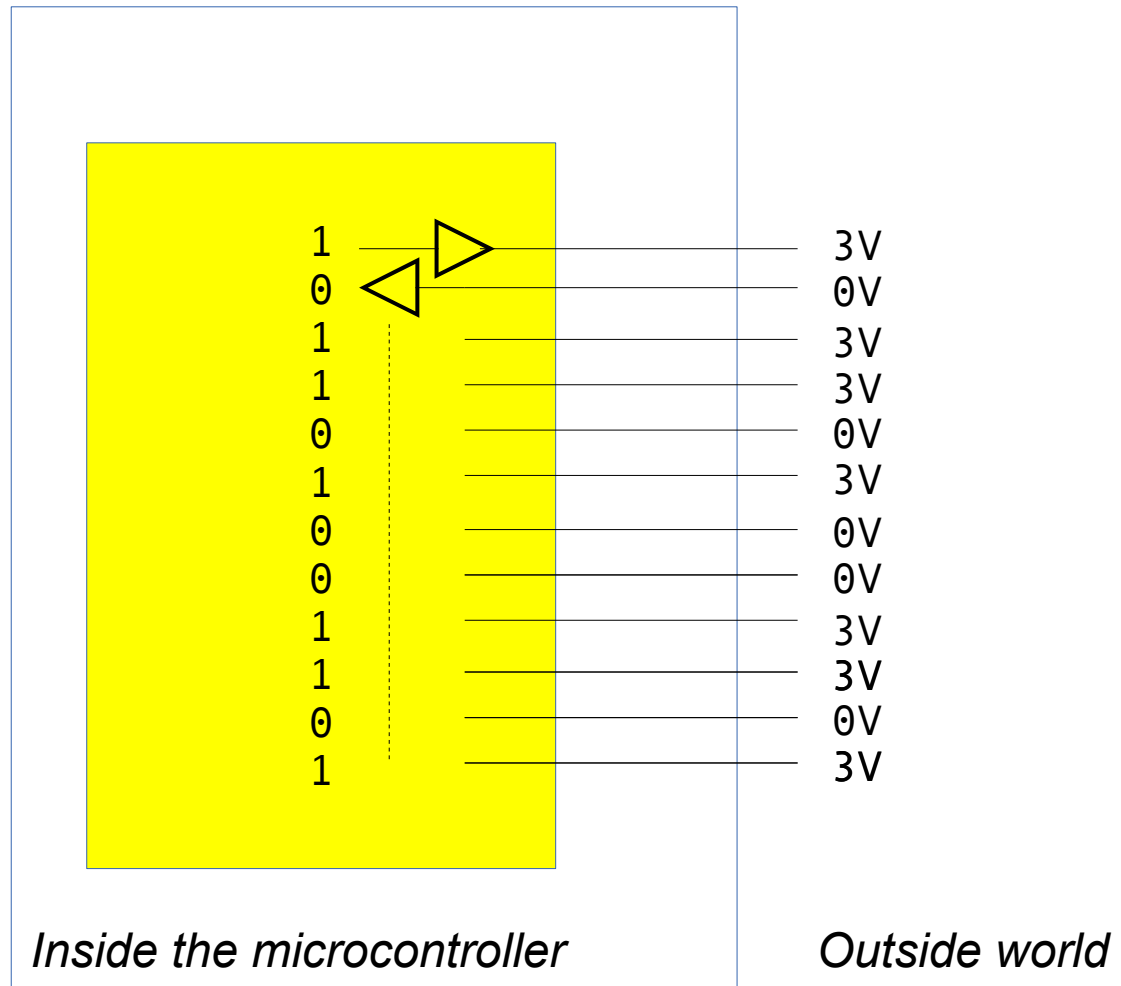 1 3V
0 0V
1 3V
1 3V
0 0V
1 3V
0 0V
0 0V
1 3V
1 3V
0 0V
1 3V
Inside the microcontroller Outside world